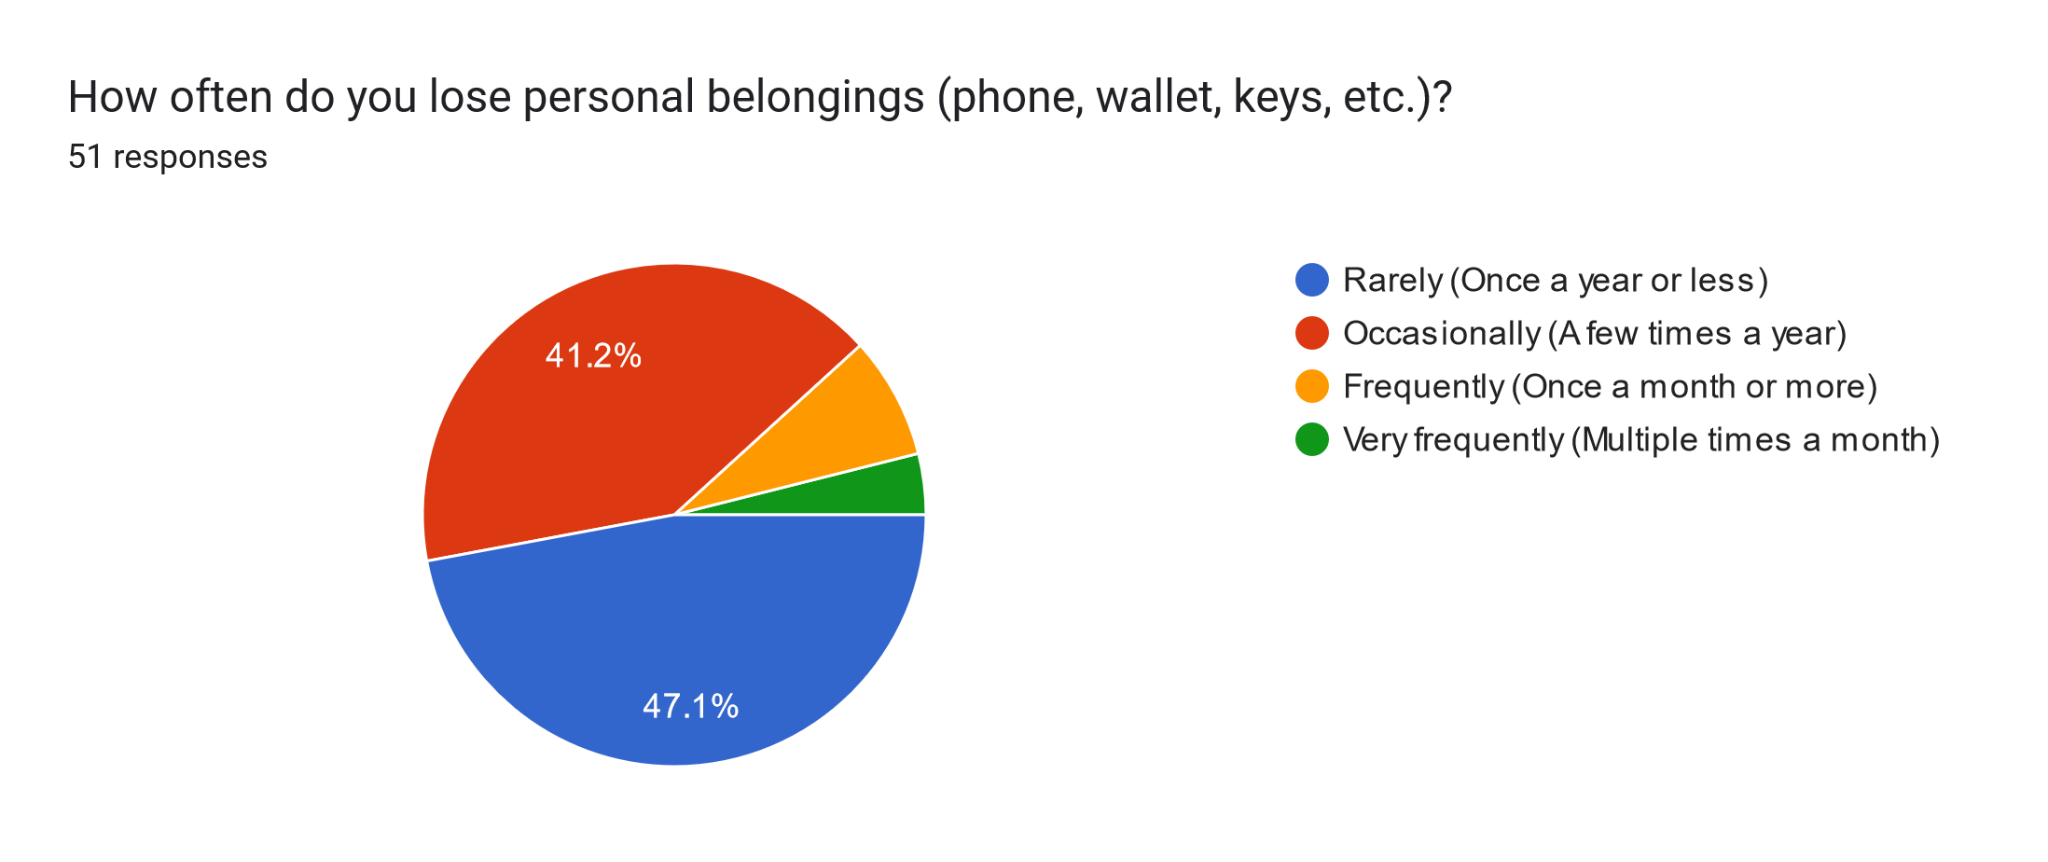 How often do you lose personal belongings (phone, wallet, keys, etc.)?
51 responses
41.2%
47.1%
Rarely (Once a year or less)
Occasionally (A few times a year)
Frequently (Once a month or more)
Very frequently (Multiple times a month)